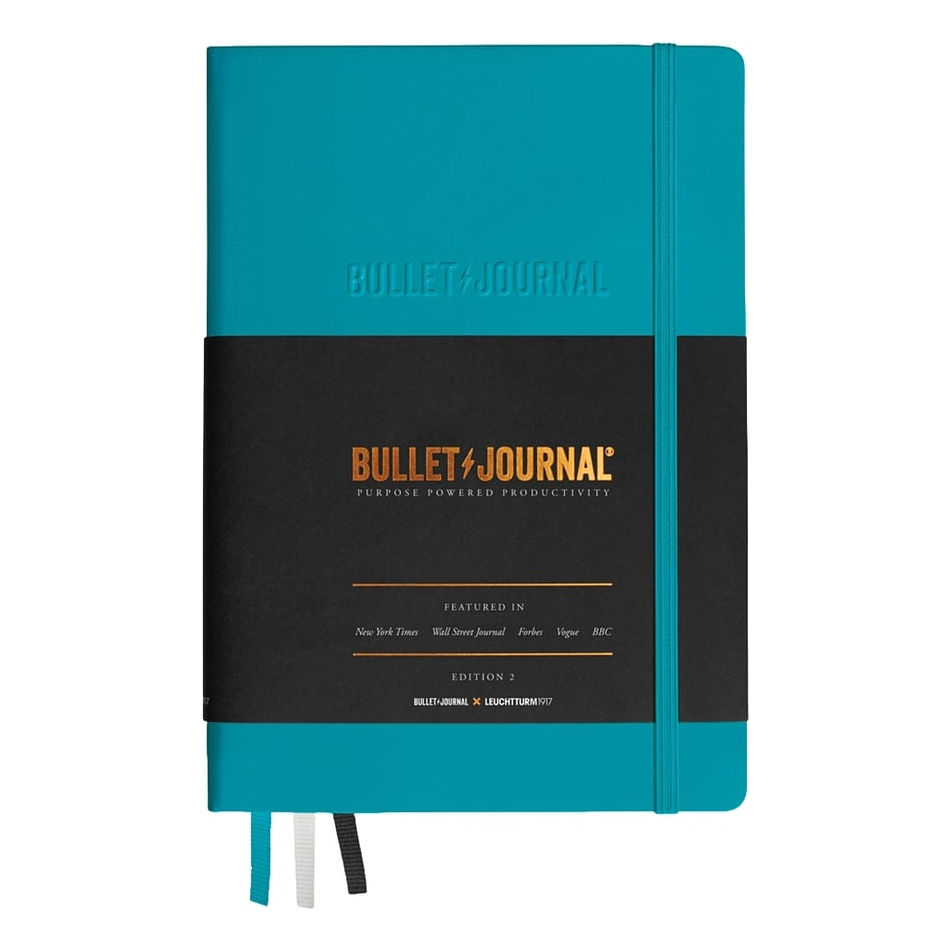 BULLET JOURNAL
BULLET JOURNAL®
PURPOSE POWERED PRODUCTIVITY
FEATURED IN
New York Times Wall Street Journal Forbes Vogue BBC
EDITION 2
BULLET JOURNAL × LEUCHTTURM1917